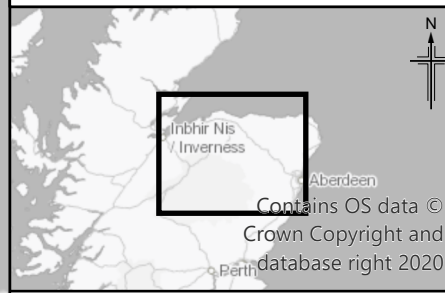 N
Inbhir Nis
/ Inverness
Aberdeen
Contains OS data ©
Crown Copyright and
Perth
database right 2020